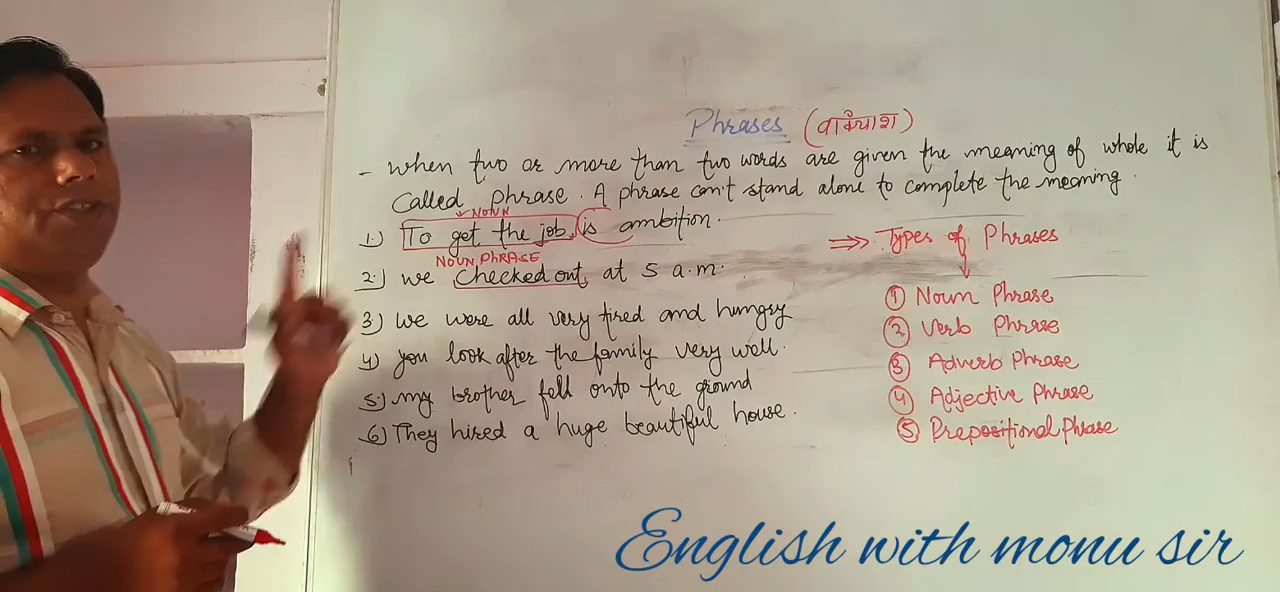 Phrases (वाक्यांश)
- when two or more than two words are given the meaning of whole it is
Called phrase. A phrase can't stand alone to complete the meaning.
NOUN
1.) To get the job, is ambition.
NOUN PHRASE
2.) we checked out, at 5 a.m.
3) we were all very tired and hungry
4) you look after the family very well.
5) my brother fell onto the ground
6) They hired a huge beautiful house.
⇒ Types of Phrases
① Noun Phrase
② Verb Phrase
③ Adverb Phrase
④ Adjective Phrase
⑤ Prepositional Phrase
English with monu sir